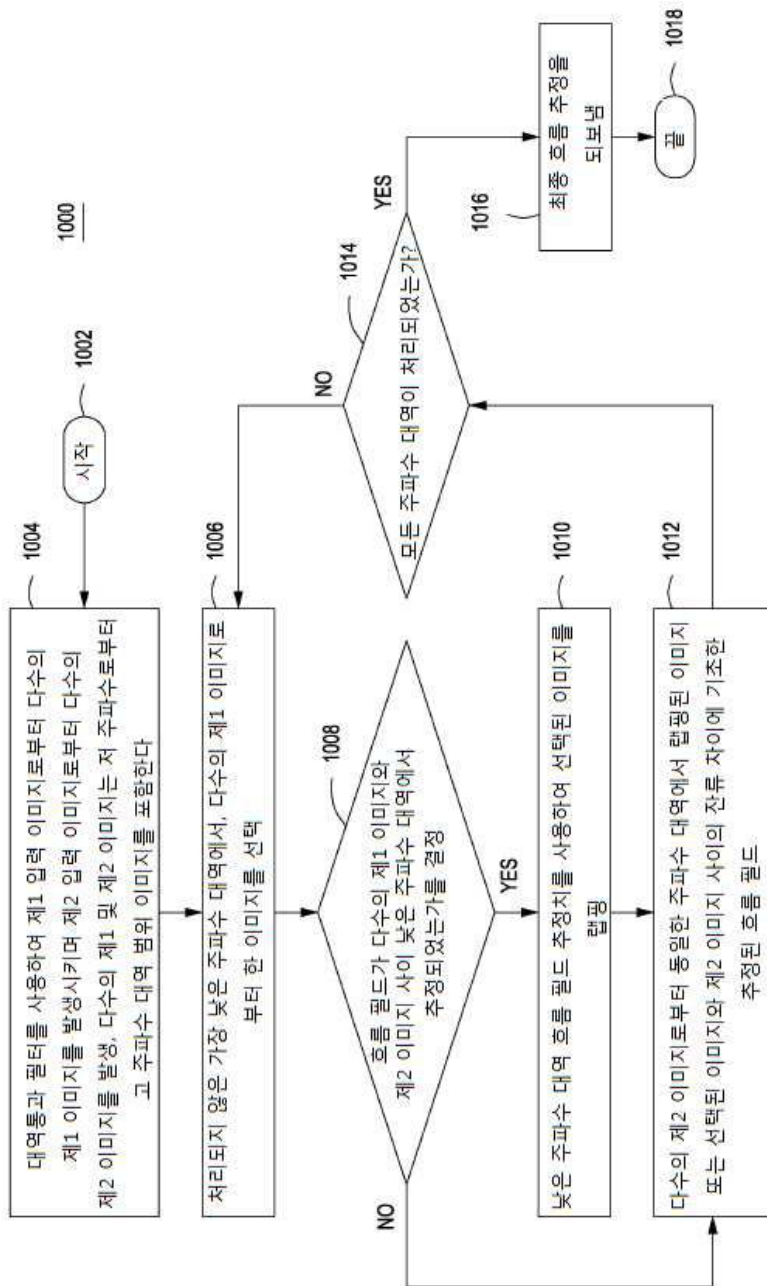 1000
시작
1002
1004
대역통과 필터를 사용하여 제1 입력 이미지로부터 다수의
제1 이미지를 발생시키며 제2 입력 이미지로부터 다수의
제2 이미지를 발생, 다수의 제1 및 제2 이미지는 저 주파수로부터
고 주파수 대역 범위 이미지를 포함한다
1006
처리되지 않은 가장 낮은 주파수 대역에서, 다수의 제1 이미지로
부터 한 이미지를 선택
1008
흐름 필드가 다수의 제1 이미지와
제2 이미지 사이 낮은 주파수 대역에서
추정되었는가를 결정
YES
NO
1010
낮은 주파수 대역 흐름 필드 추정치를 사용하여 선택된 이미지를
랩핑
1012
다수의 제2 이미지로부터 동일한 주파수 대역에서 랩핑된 이미지
또는 선택된 이미지와 제2 이미지 사이의 잔류 차이에 기초한
추정된 흐름 필드
1014
모든 주파수 대역이 처리되었는가?
NO
YES
1016
최종 흐름 추정을
되보냄
1018
끝